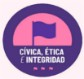 CÍVICA, ÉTICA
E INTEGRIDAD